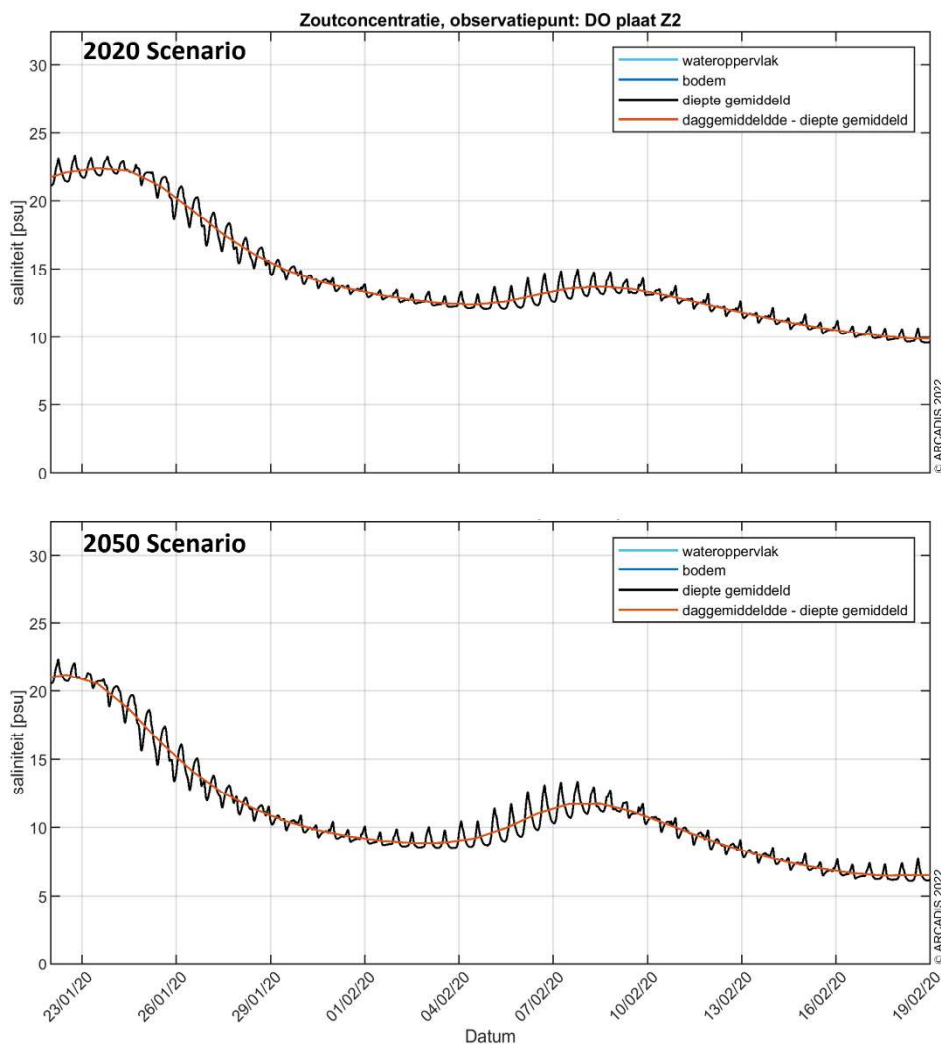 Zoutconcentratie, observatiepunt: DO plaat Z2
2020 Scenario
wateroppervlak
bodem
diepte gemiddeld
daggemiddeldde - diepte gemiddeld
30
25
20
15
10
5
0
saliniteit [psu]
© ARCADIS 2022
2050 Scenario
wateroppervlak
bodem
diepte gemiddeld
daggemiddeldde - diepte gemiddeld
30
25
20
15
10
5
0
saliniteit [psu]
© ARCADIS 2022
23/01/20
26/01/20
29/01/20
01/02/20
04/02/20
07/02/20
10/02/20
13/02/20
16/02/20
19/02/20
Datum